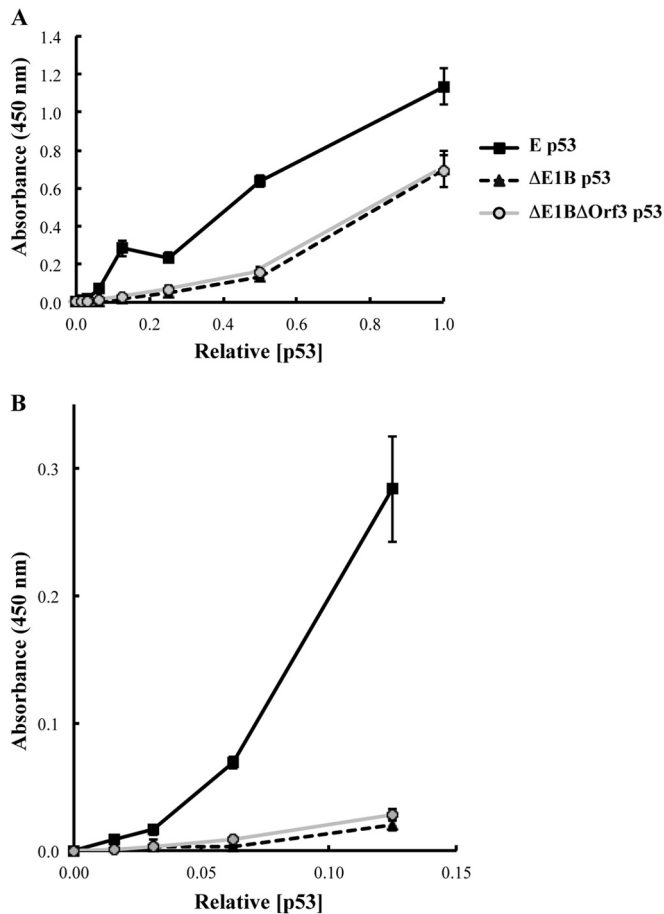 A
1.4
1.2
1.0
0.8
0.6
0.4
0.2
0.0
Absorbance (450 nm)
0.0 0.2 0.4 0.6 0.8 1.0
Relative [p53]
E p53
ΔE1B p53
ΔE1BΔOrf3 p53
B
0.3
0.2
0.1
0.0
Absorbance (450 nm)
0.00 0.05 0.10 0.15
Relative [p53]